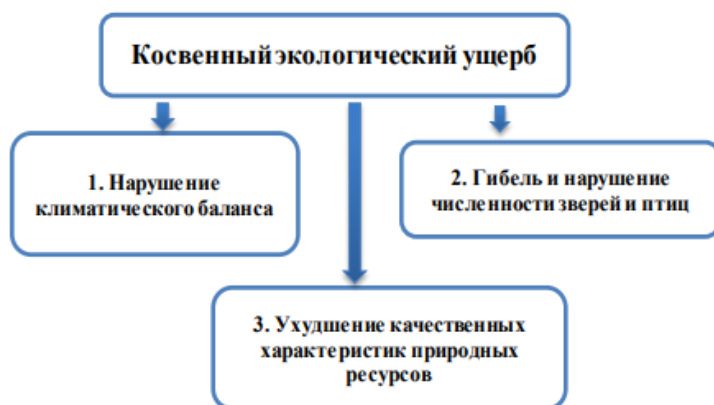 Косвенный экологический ущерб
1. Нарушение
климатического баланса
2. Гибель и нарушение
численности зверей и птиц
3. Ухудшение качественных
характеристик природных
ресурсов